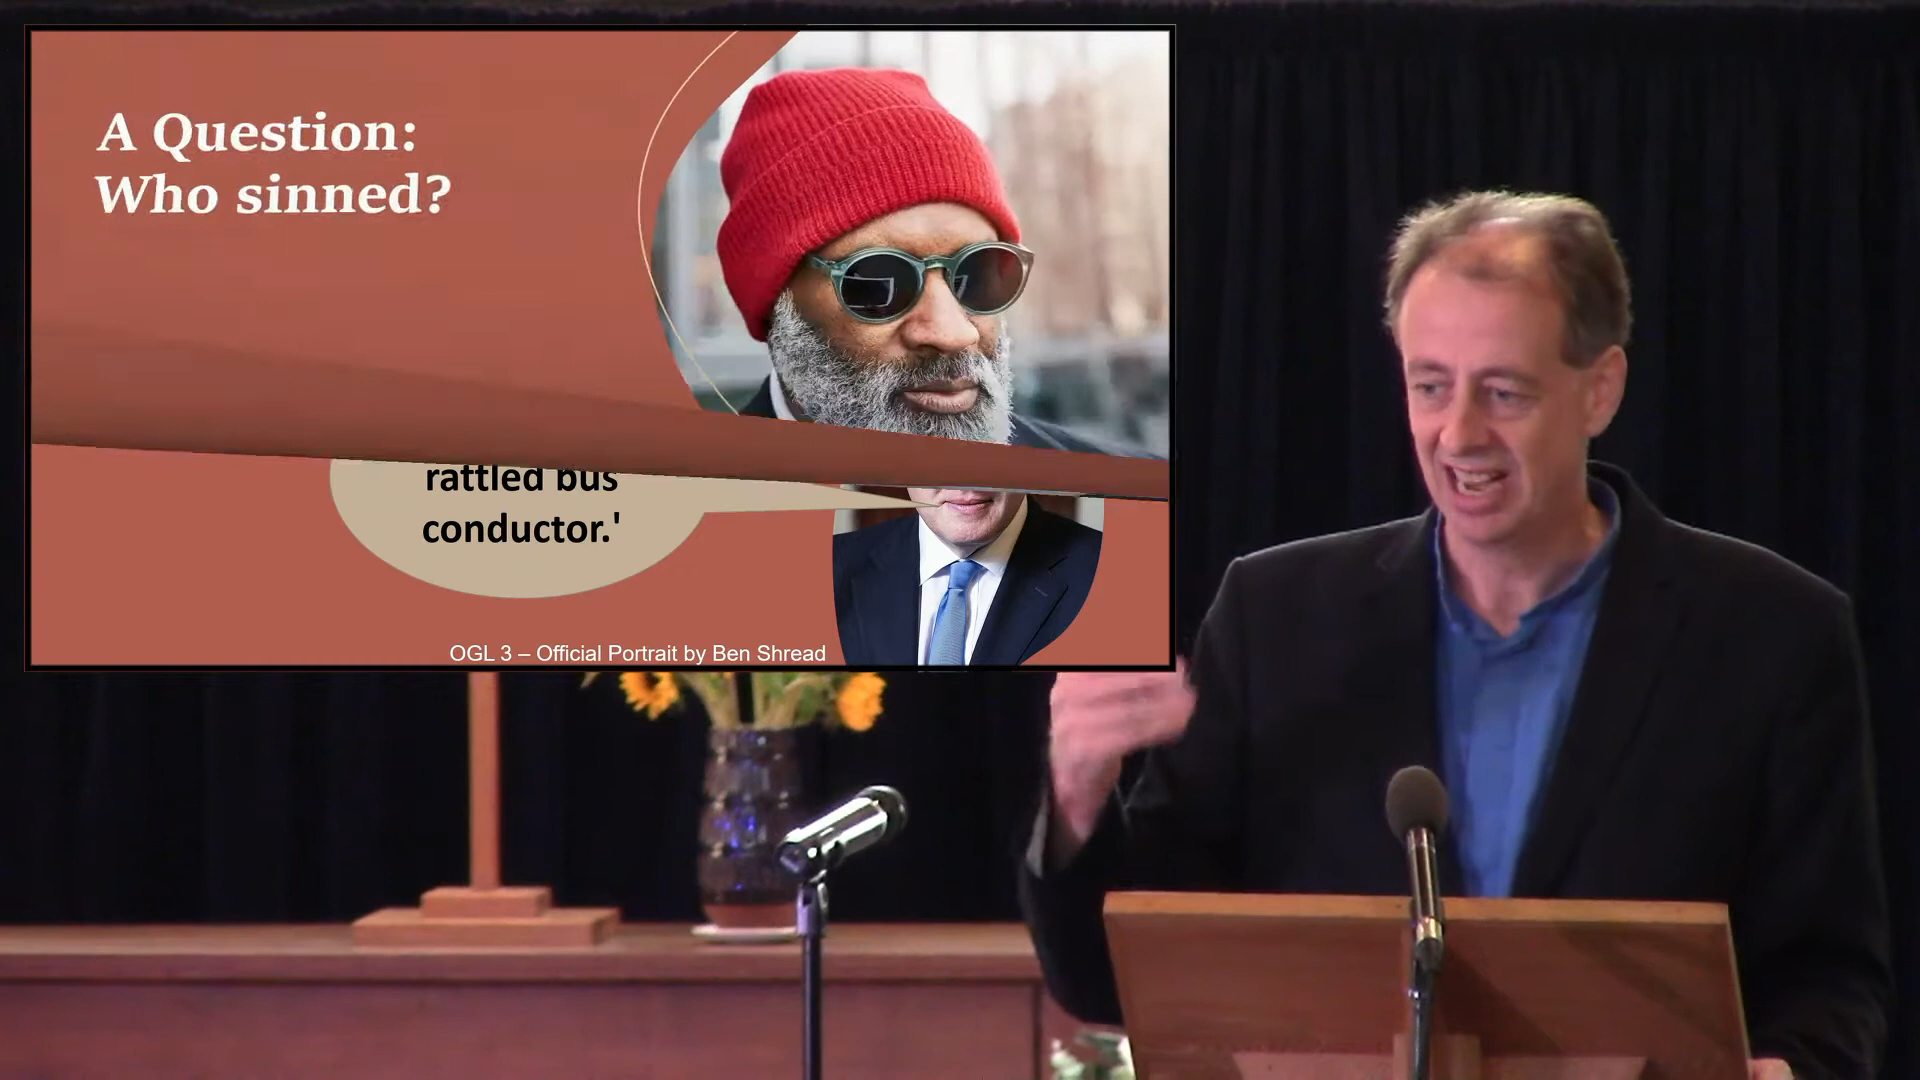 A Question:
Who sinned?
rattled bus
conductor.'
OGL 3 – Official Portrait by Ben Shread